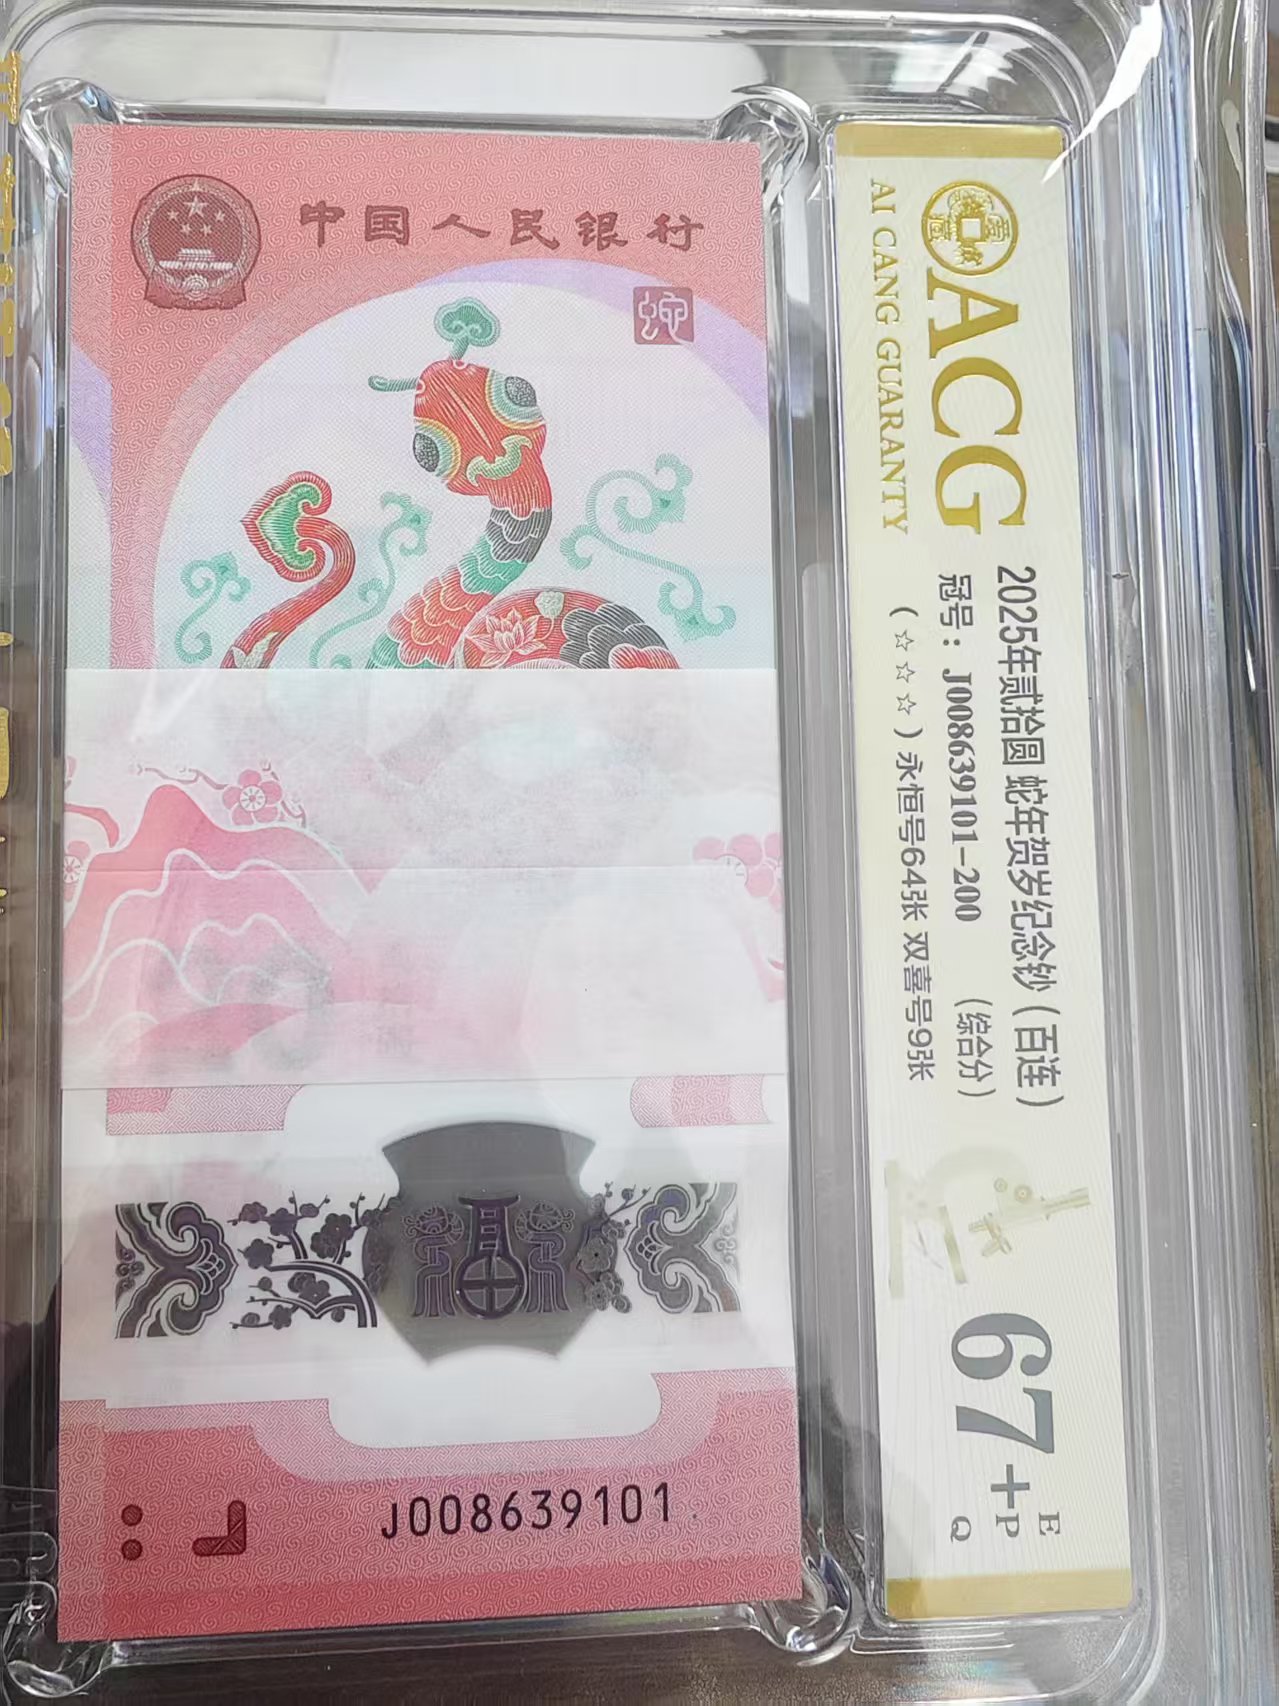 中国人民银行
蛇
J008639101
ACG
AI CANG GUARANTY
2025年贰拾圆 蛇年贺岁纪念钞（百连）
冠号：J008639101-200 （综合分）
（☆☆☆）永恒号64张 双喜号9张
67+
E
P
Q